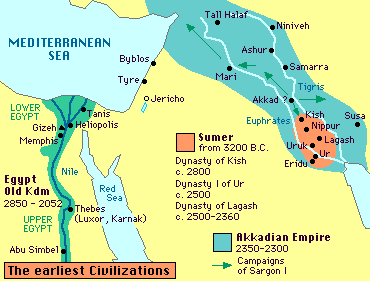 Tall Halaf
Niniveh
MEDITERRANEAN
SEA
Ashur
Byblos
Samarra
Mari
Tyre
Tigris
Jericho
Akkad ?
LOWER
EGYPT
Tanis
Euphrates
Kish
Susa
Heliopolis
Nippur
Gizeh
Sumer
Lagash
Memphis
from 3200 B.C.
Uruk
Ur
Dynasty of Kish
Eridu
c. 2800
Nile
Egypt
Old Kdm
2850 - 2052
Red
Sea
Dynasty I of Ur
c. 2500
Dynasty of Lagash
c. 2500-2360
UPPER
EGYPT
Thebes
(Luxor, Karnak)
Akkadian Empire
2350-2300
Abu Simbel
Campaigns
of Sargon I
The earliest Civilizations